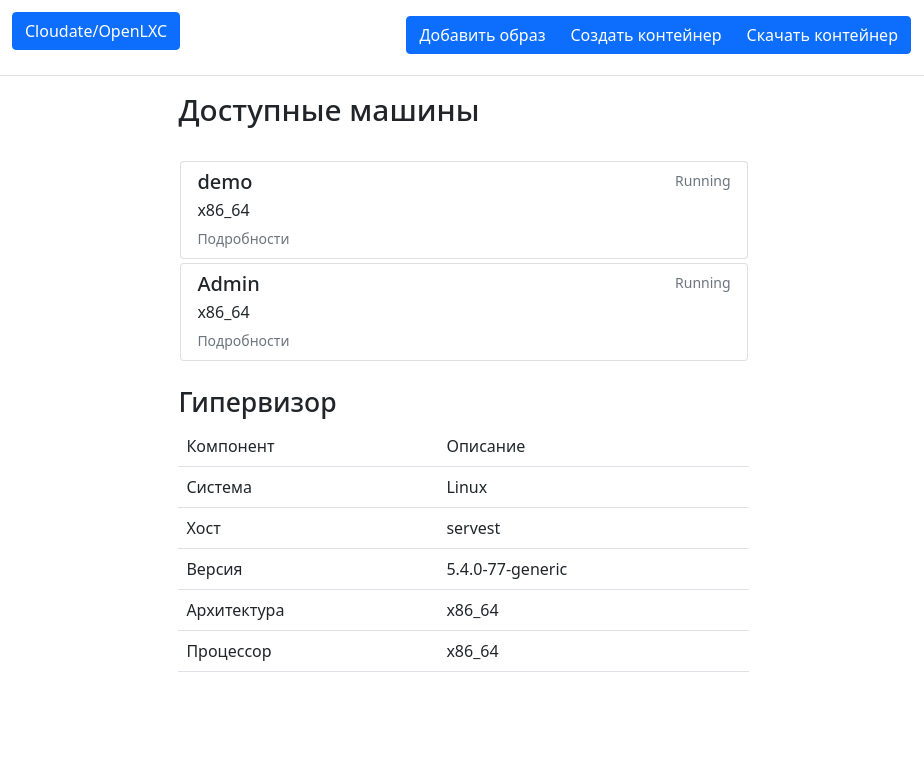 Cloudate/OpenLXC
Добавить образ Создать контейнер Скачать контейнер
Доступные машины
demo Running
x86_64
Подробности
Admin Running
x86_64
Подробности
Гипервизор
Компонент Описание
Система Linux
Хост servest
Версия 5.4.0-77-generic
Архитектура x86_64
Процессор x86_64